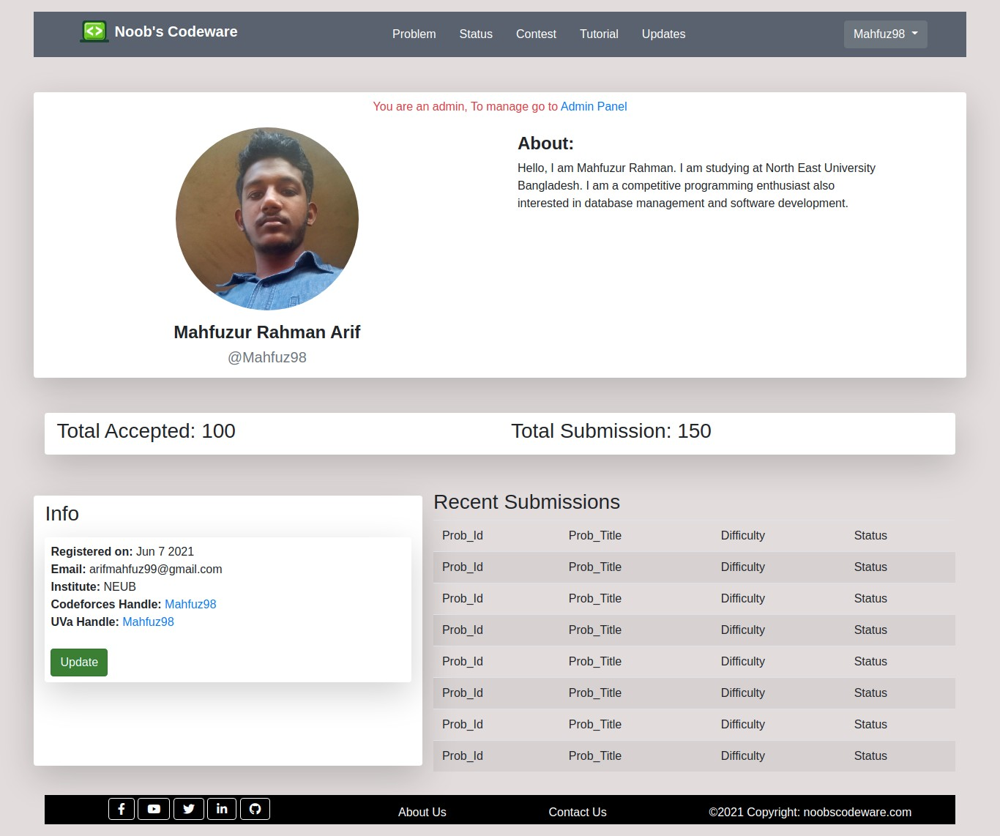 Noob's Codeware
Problem Status Contest Tutorial Updates
Mahfuz98
You are an admin, To manage go to Admin Panel
Mahfuzur Rahman Arif
@Mahfuz98
About:
Hello, I am Mahfuzur Rahman. I am studying at North East University
Bangladesh. I am a competitive programming enthusiast also
interested in database management and software development.
Total Accepted: 100
Total Submission: 150
Info
Registered on: Jun 7 2021
Email: arifmahfuz99@gmail.com
Institute: NEUB
Codeforces Handle: Mahfuz98
UVa Handle: Mahfuz98
Update
Recent Submissions
Prob_Id Prob_Title Difficulty Status
Prob_Id Prob_Title Difficulty Status
Prob_Id Prob_Title Difficulty Status
Prob_Id Prob_Title Difficulty Status
Prob_Id Prob_Title Difficulty Status
Prob_Id Prob_Title Difficulty Status
Prob_Id Prob_Title Difficulty Status
Prob_Id Prob_Title Difficulty Status
About Us Contact Us ©2021 Copyright: noobscodeware.com